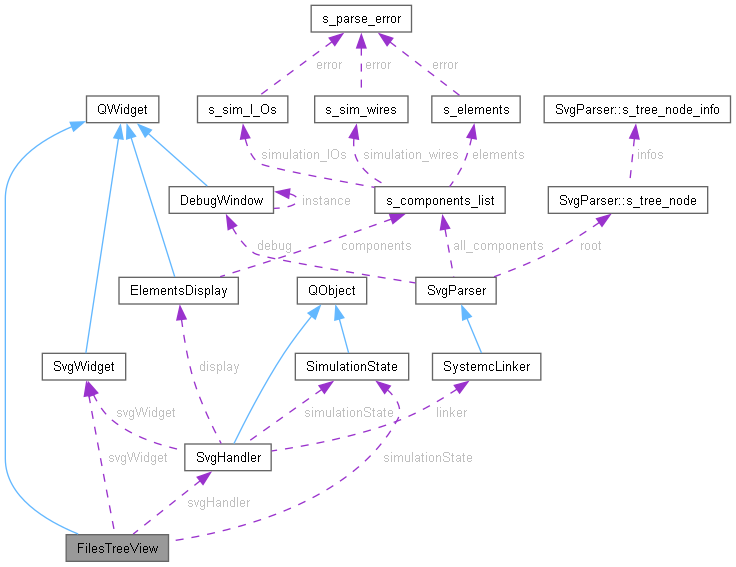 s_parse_error
error
error
error
QWidget
s_sim_I_Os
s_sim_wires
s_elements
SvgParser::s_tree_node_info
simulation_IOs
simulation_wires
elements
infos
DebugWindow
instance
s_components_list
SvgParser::s_tree_node
debug
components
all_components
root
ElementsDisplay
QObject
SvgParser
SvgWidget
display
SimulationState
SystemcLinker
svgWidget
simulationState
linker
svgWidget
SvgHandler
simulationState
svgHandler
FilesTreeView